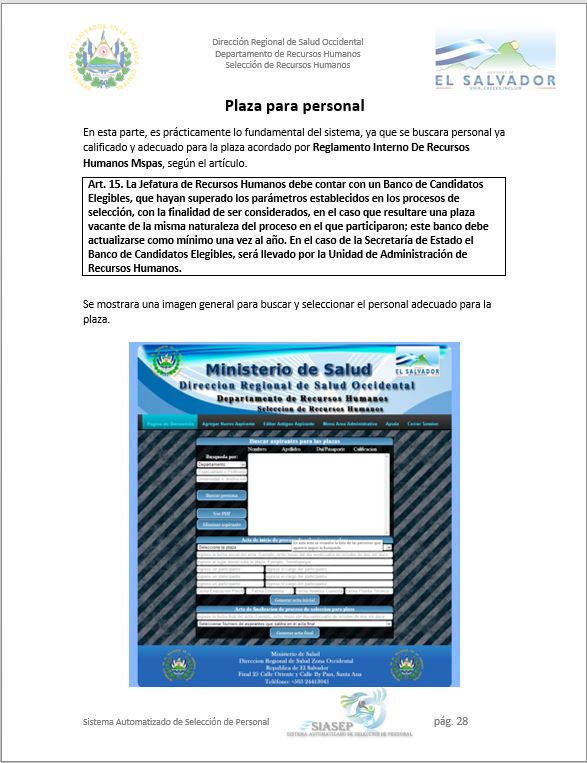 Dirección Regional de Salud Occidental
Departamento de Recursos Humanos
Selección de Recursos Humanos
EL SALVADOR
UNIR, CRECER, INCLUIR
Plaza para personal
En esta parte, es prácticamente lo fundamental del sistema, ya que se buscara personal ya
calificado y adecuado para la plaza acordado por Reglamento Interno De Recursos
Humanos Mspas, según el artículo.
Art. 15. La Jefatura de Recursos Humanos debe contar con un Banco de Candidatos
Elegibles, que hayan superado los parámetros establecidos en los procesos de
selección, con la finalidad de ser considerados, en el caso que resultare una plaza
vacante de la misma naturaleza del proceso en el que participaron; este banco debe
actualizarse como mínimo una vez al año. En el caso de la Secretaría de Estado el
Banco de Candidatos Elegibles, será llevado por la Unidad de Administración de
Recursos Humanos.
Se mostrara una imagen general para buscar y seleccionar el personal adecuado para la
plaza.
Ministerio de Salud
EL SALVADOR
Direccion Regional de Salud Occidental
Departamento de Recursos Humanos
Seleccion de Recursos Humanos
Pagina de Bienvenida Agregar Nuevo Aspirante Editar Antiguo Aspirante Menu Area Administrativa Ayuda Cerrar Session
Buscar aspirantes para las plazas
Nombres Apellidos Dui/Pasaporte Calificacion
Busqueda por:
Departamento
Buscar persona
Ver PDF
Eliminar aspirante
Acta de inicio de
Seleccione la plaza
Generar acta inicial
Acta de finalizacion de proceso de seleccion para plaza
Seleccionar Numero de aspirantes que saldra en el acta final
Generar acta final
Ministerio de Salud
Direccion Regional de Salud Zona Occidental
Republica de El Salvador
Final 25 Calle Oriente y Calle By Pass, Santa Ana
Teléfono: +503 24413041
Sistema Automatizado de Selección de Personal
SIASEP
SISTEMA AUTOMATIZADO DE SELECCION DE PERSONAL
pág. 28